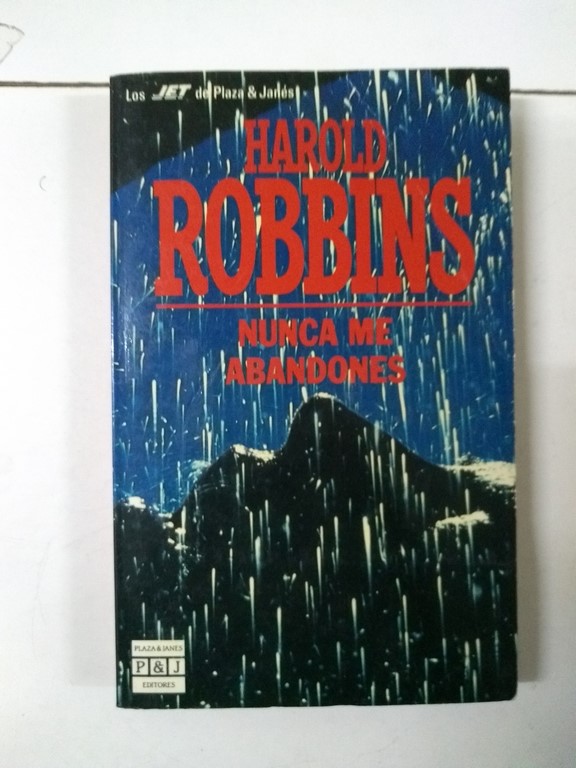 Los JET de Plaza & Janés
HAROLD
ROBBINS
NUNCA ME
ABANDONES
PLAZA & JANES
P & J
EDITORES